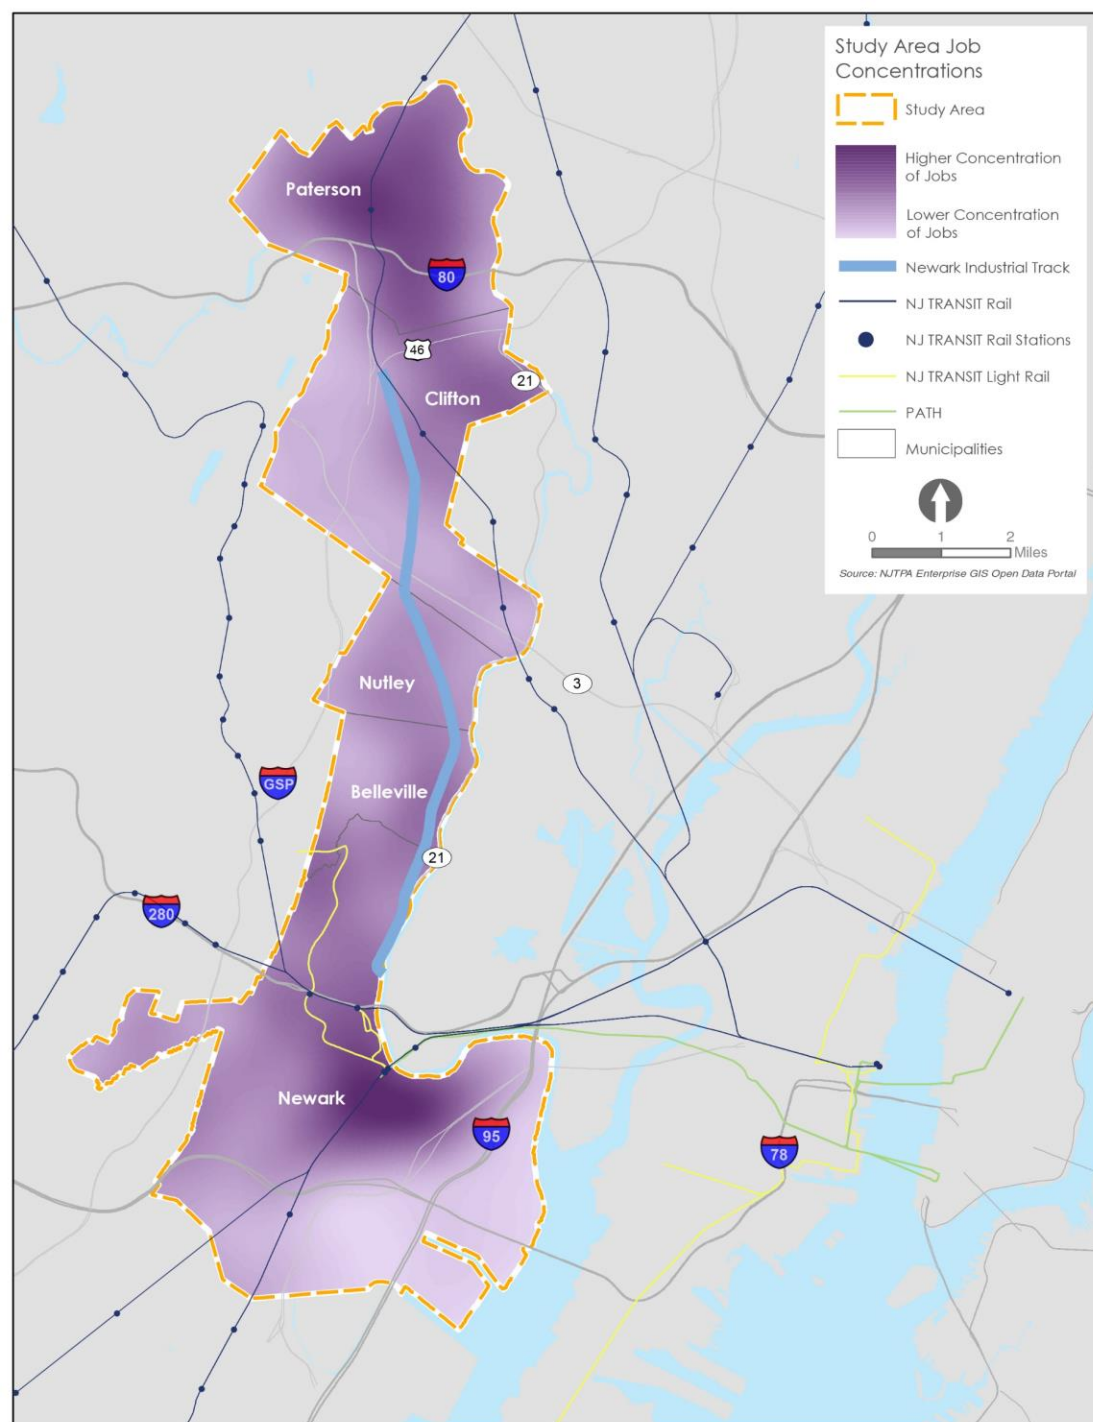 Study Area Job
Concentrations
Study Area
Higher Concentration
of Jobs
Lower Concentration
of Jobs
Newark Industrial Track
NJ TRANSIT Rail
NJ TRANSIT Rail Stations
NJ TRANSIT Light Rail
PATH
Municipalities
0 1 2
Miles
Source: NJTPA Enterprise GIS Open Data Portal
Paterson
80
46
21
Clifton
Nutley
3
GSP
Belleville
21
280
Newark
95
78